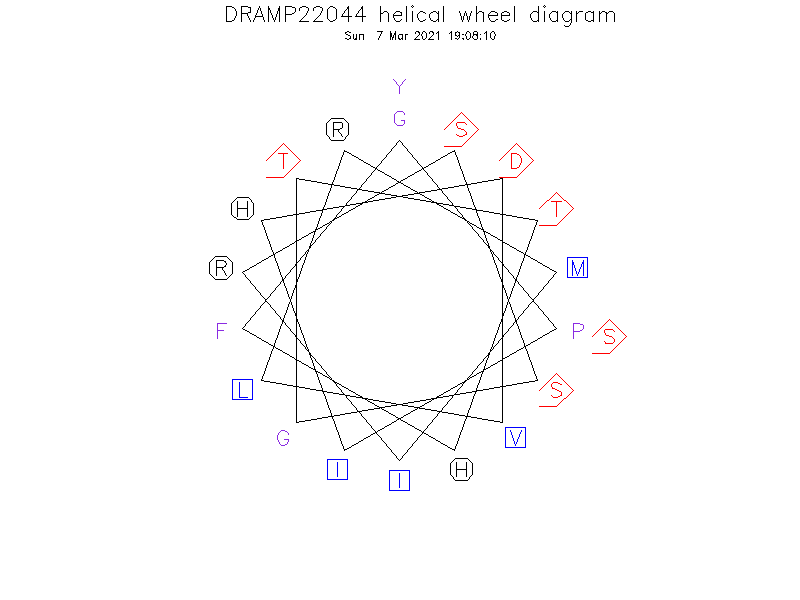 DRAMP22044 helical wheel diagram
Sun 7 Mar 2021 19:08:10
Y
G
R S
T D
H T
R M
F P S
L S
G V
I H
I